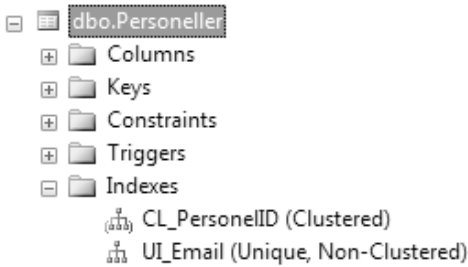 dbo.Personeller
Columns
Keys
Constraints
Triggers
Indexes
CL_PersonelID (Clustered)
UI_Email (Unique, Non-Clustered)